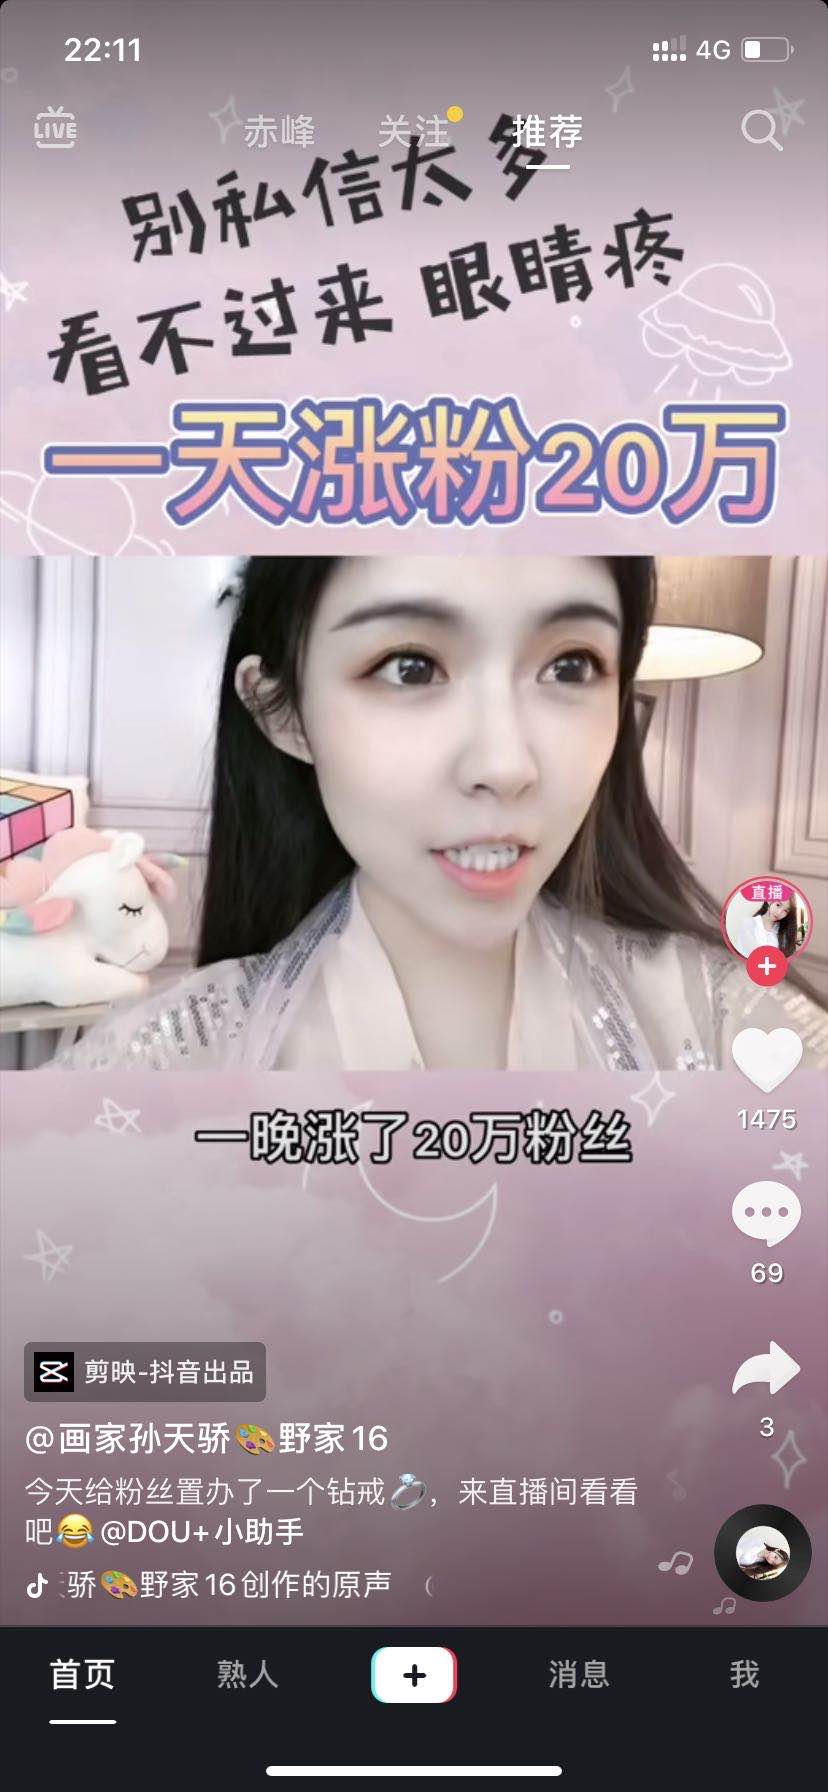 22:11
4G
LIVE
赤峰
关注
推荐
别私信太多
看不过来 眼睛疼
一天涨粉20万
直播
1475
一晚涨了20万粉丝
69
剪映-抖音出品
3
@画家孙天骄🎨野家16
今天给粉丝置办了一个钻戒💍，来直播间看看
吧😂@DOU+小助手
骄🎨野家16创作的原声
首页
熟人
消息
我